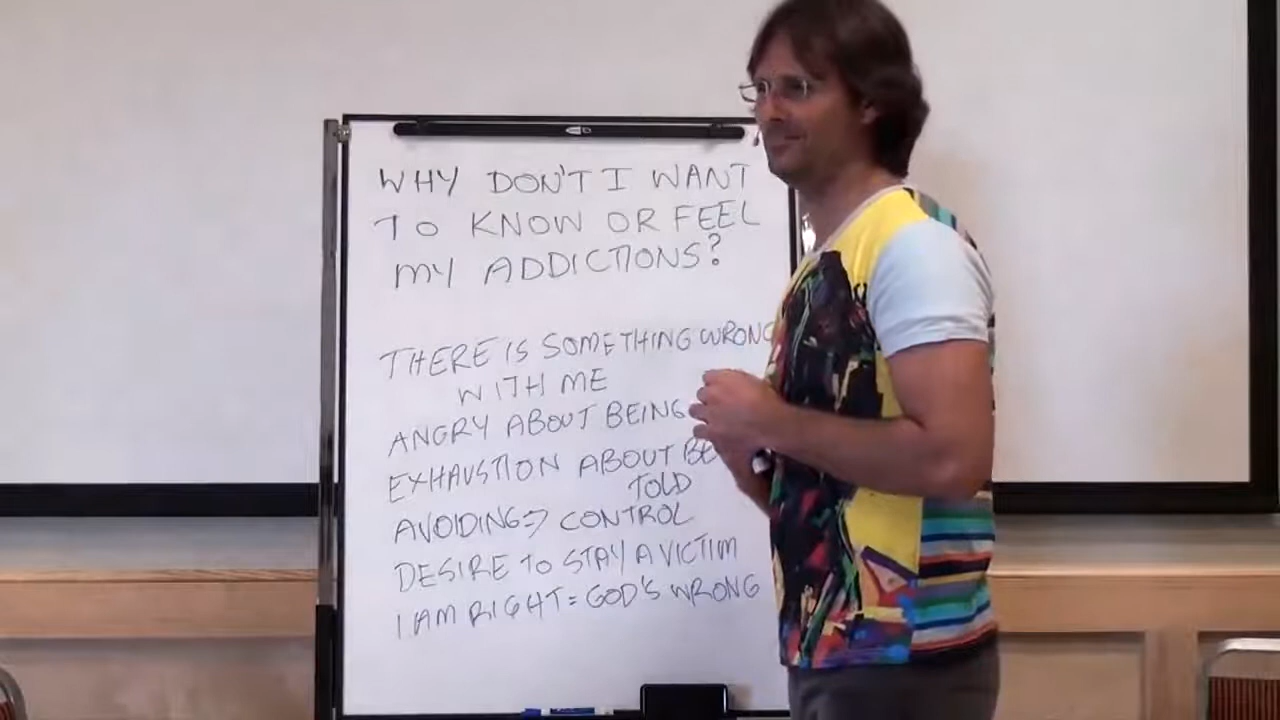 WHY DON'T I WANT
TO KNOW OR FEEL
MY ADDICTIONS?
THERE IS SOMETHING WRONG
WITH ME
ANGRY ABOUT BEING
EXHAUSTION ABOUT BE
TOLD
AVOIDING => CONTROL
DESIRE TO STAY A VICTIM
I AM RIGHT = GOD'S WRONG